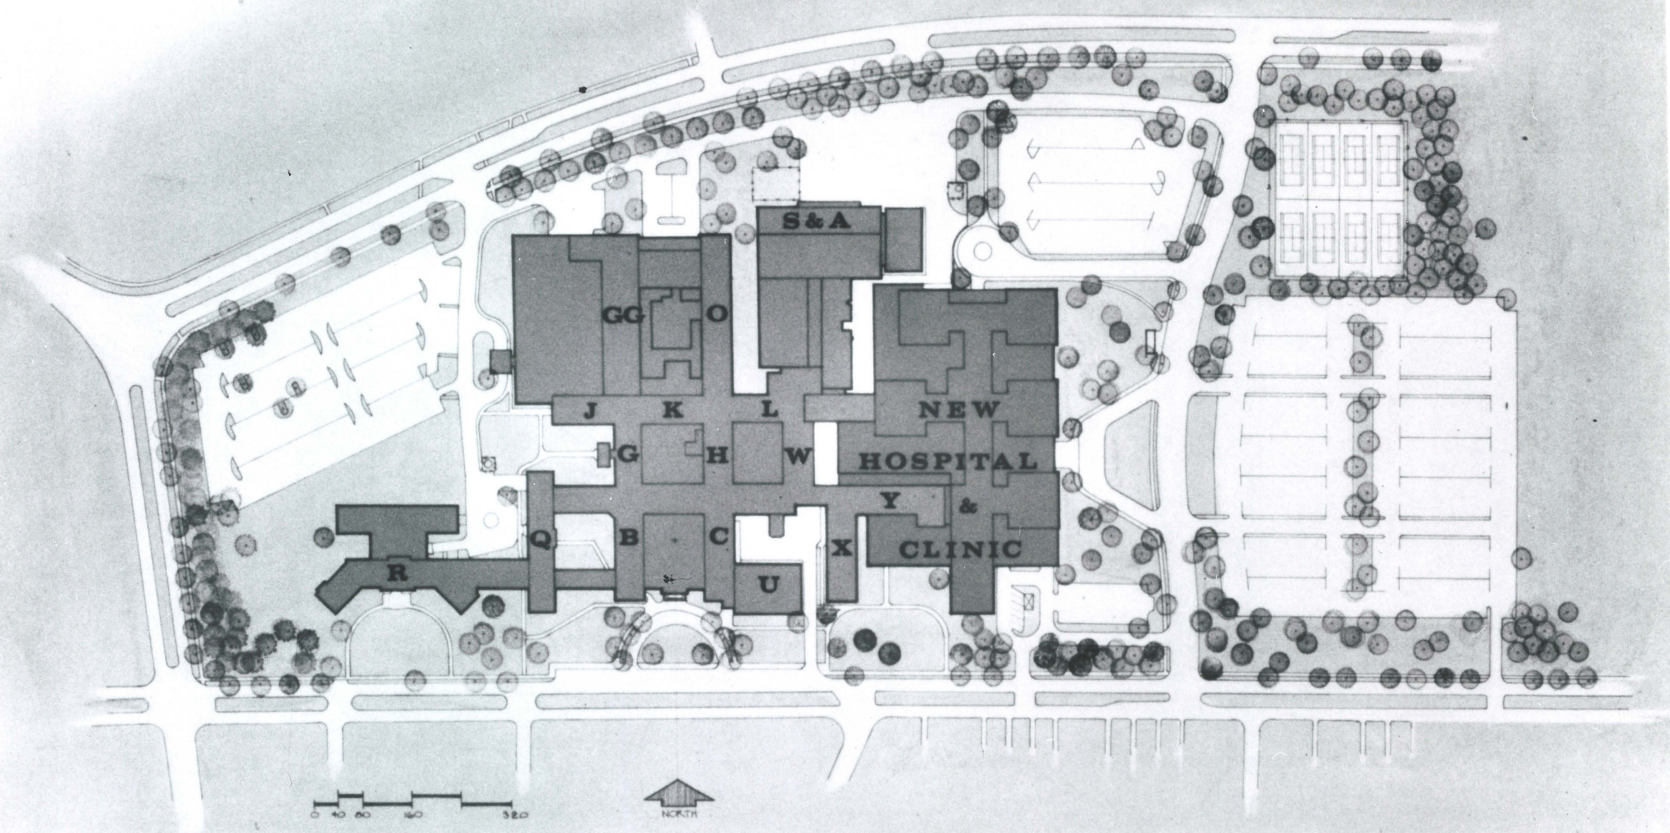 S & A
GG O
J K L NEW
G H W HOSPITAL
Y &
Q B C X CLINIC
R U
0 40 80 160 320
NORTH